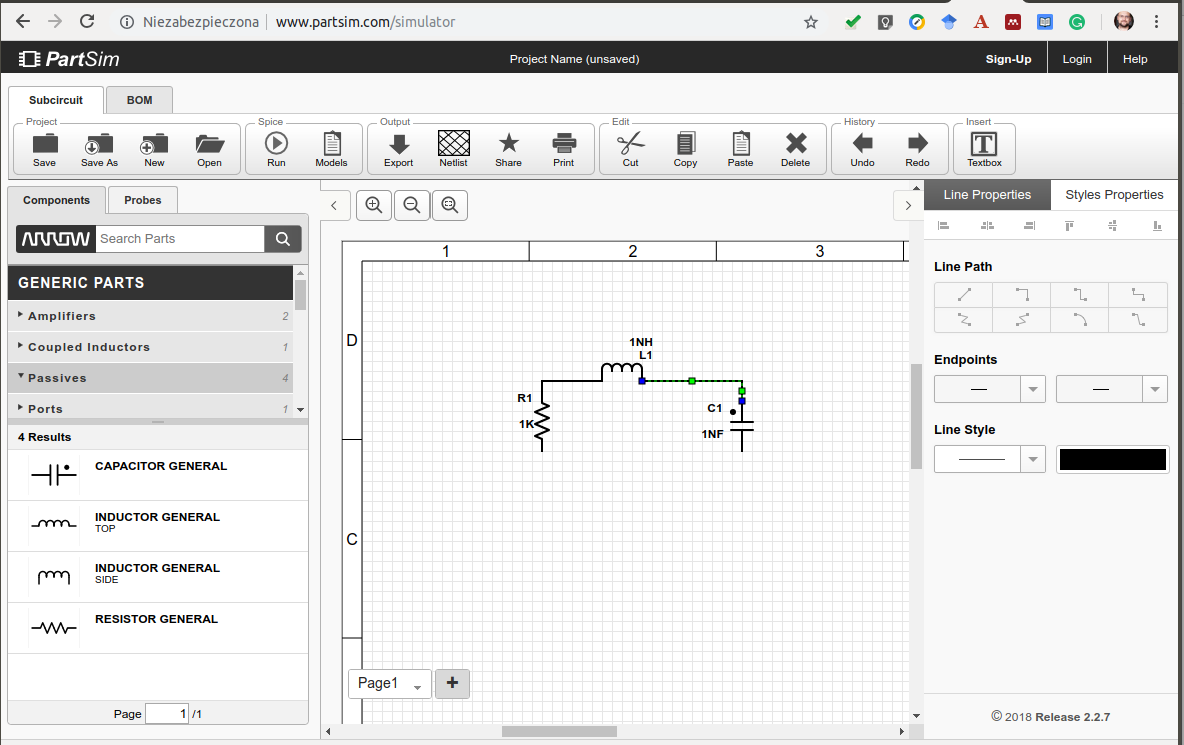 Niezabezpieczona www.partsim.com/simulator
PartSim
Project Name (unsaved)
Sign-Up Login Help
Subcircuit BOM
Project Spice Output Edit History Insert
Save Save As New Open Run Models Export Netlist Share Print Cut Copy Paste Delete Undo Redo Textbox
Components Probes
Line Properties Styles Properties
ARROW Search Parts
GENERIC PARTS
Amplifiers 2
Coupled Inductors 1
Passives 4
Ports 1
4 Results
CAPACITOR GENERAL
INDUCTOR GENERAL
TOP
INDUCTOR GENERAL
SIDE
RESISTOR GENERAL
Page 1 /1
1 2 3
D
C
1NH
L1
R1
1K
C1
1NF
Page1 +
Line Path
Endpoints
Line Style
© 2018 Release 2.2.7